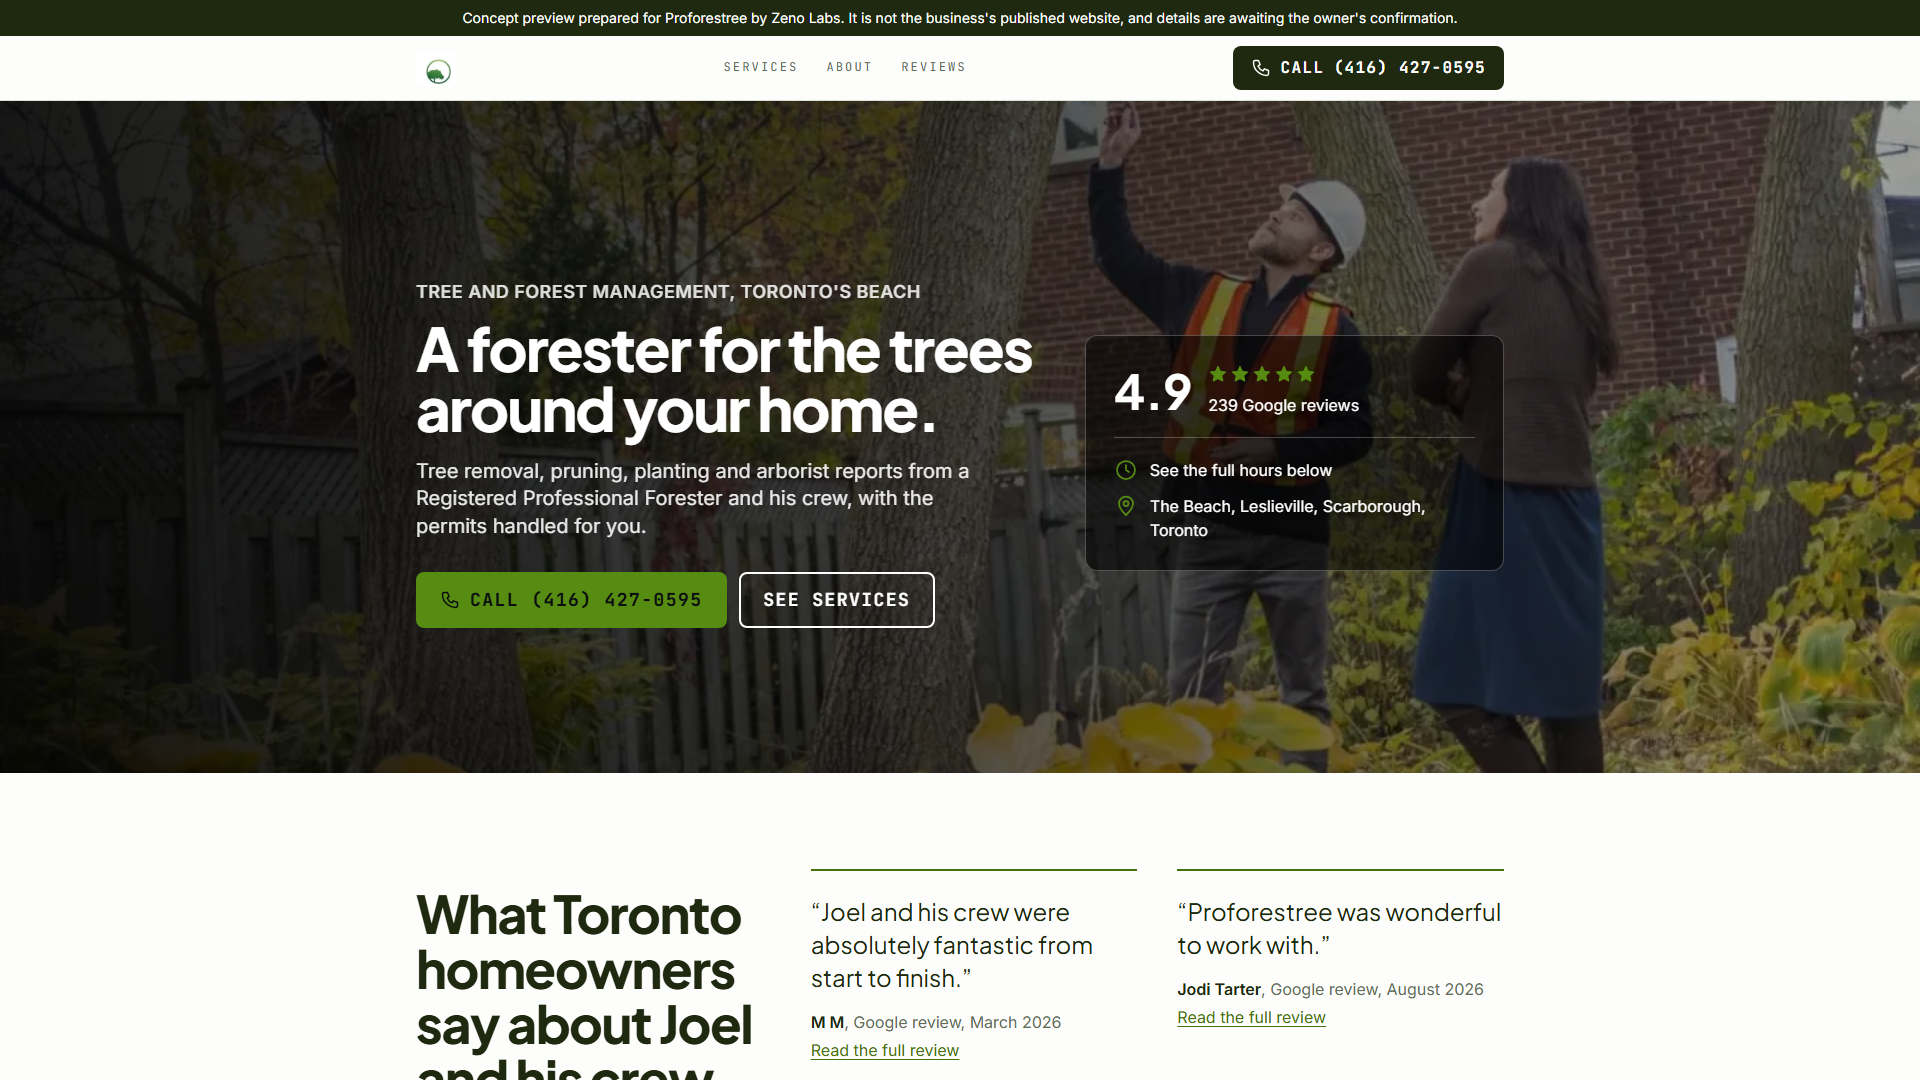 Concept preview prepared for Proforestree by Zeno Labs. It is not the business's published website, and details are awaiting the owner's confirmation.
SERVICES
ABOUT
REVIEWS
CALL (416) 427-0595
TREE AND FOREST MANAGEMENT, TORONTO'S BEACH
A forester for the trees
around your home.
Tree removal, pruning, planting and arborist reports from a
Registered Professional Forester and his crew, with the
permits handled for you.
CALL (416) 427-0595
SEE SERVICES
4.9
239 Google reviews
See the full hours below
The Beach, Leslieville, Scarborough,
Toronto
What Toronto
homeowners
say about Joel
and his crew
“Joel and his crew were
absolutely fantastic from
start to finish.”
M M, Google review, March 2026
Read the full review
“Proforestree was wonderful
to work with.”
Jodi Tarter, Google review, August 2026
Read the full review